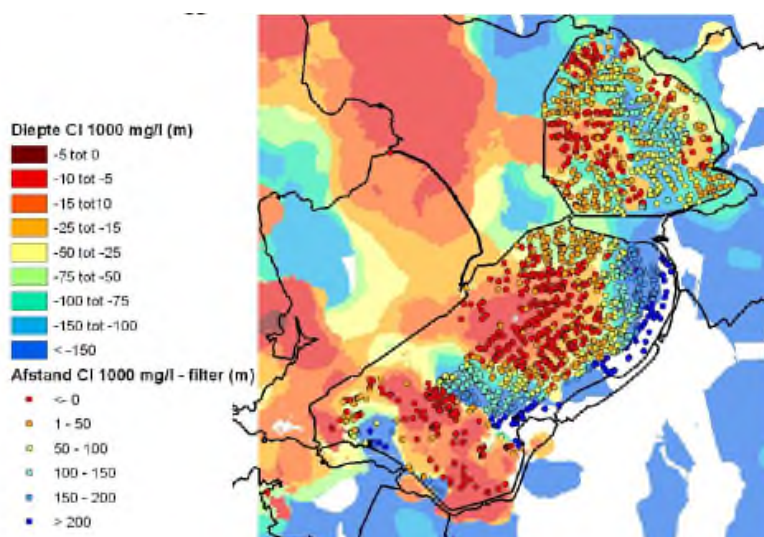 Diepte Cl 1000 mg/l (m)
-5 tot 0
-10 tot -5
-15 tot10
-25 tot -15
-50 tot -25
-75 tot -50
-100 tot -75
-150 tot -100
< -150
Afstand Cl 1000 mg/l - filter (m)
<- 0
1 - 50
50 - 100
100 - 150
150 - 200
> 200